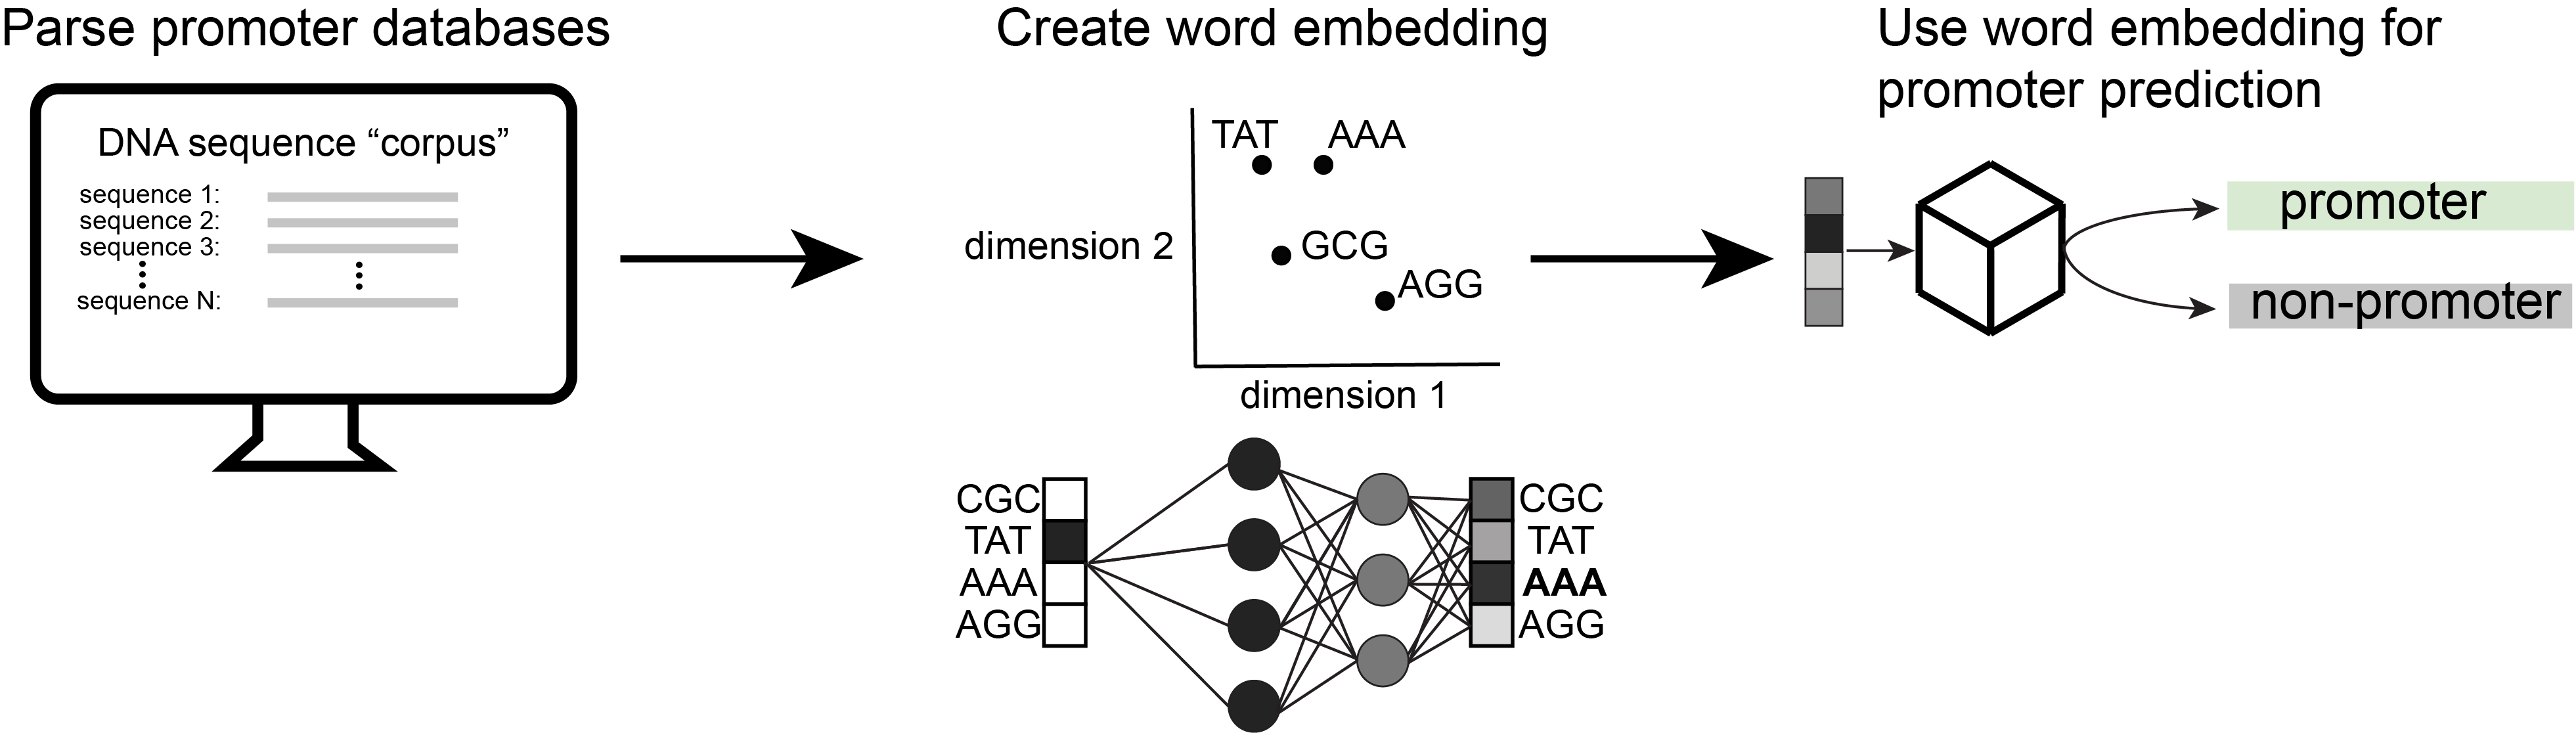 Parse promoter databases
DNA sequence “corpus”
sequence 1:
sequence 2:
sequence 3:
sequence N:
Create word embedding
TAT AAA
GCG
AGG
dimension 2
dimension 1
CGC
TAT
AAA
AGG
CGC
TAT
AAA
AGG
Use word embedding for
promoter prediction
promoter
non-promoter